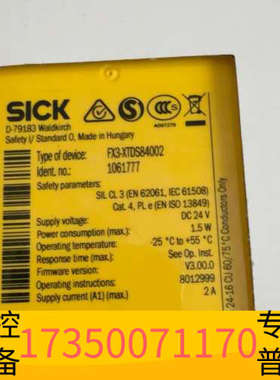 SICK
D-79183 Waldkirch
Safety I/ Standard O, Made in Hungary
Type of device: FX3-XTDS84002
Ident. no.: 1061777
Safety parameters:
SIL CL 3 (EN 62061, IEC 61508)
Cat. 4, PL e (EN ISO 13849)
Supply voltage: DC 24 V
Power consumption (max.): 1.5 W
Operating temperature: -25 °C to +55 °C
Response time (max.): See Op. Inst.
Firmware version: V3.00.0
Operating instructions: 8012999
Supply current (A1) (max.) 2 A
24-16 CU 60/75°C Conductors Only
控 17350071170 专
备 普